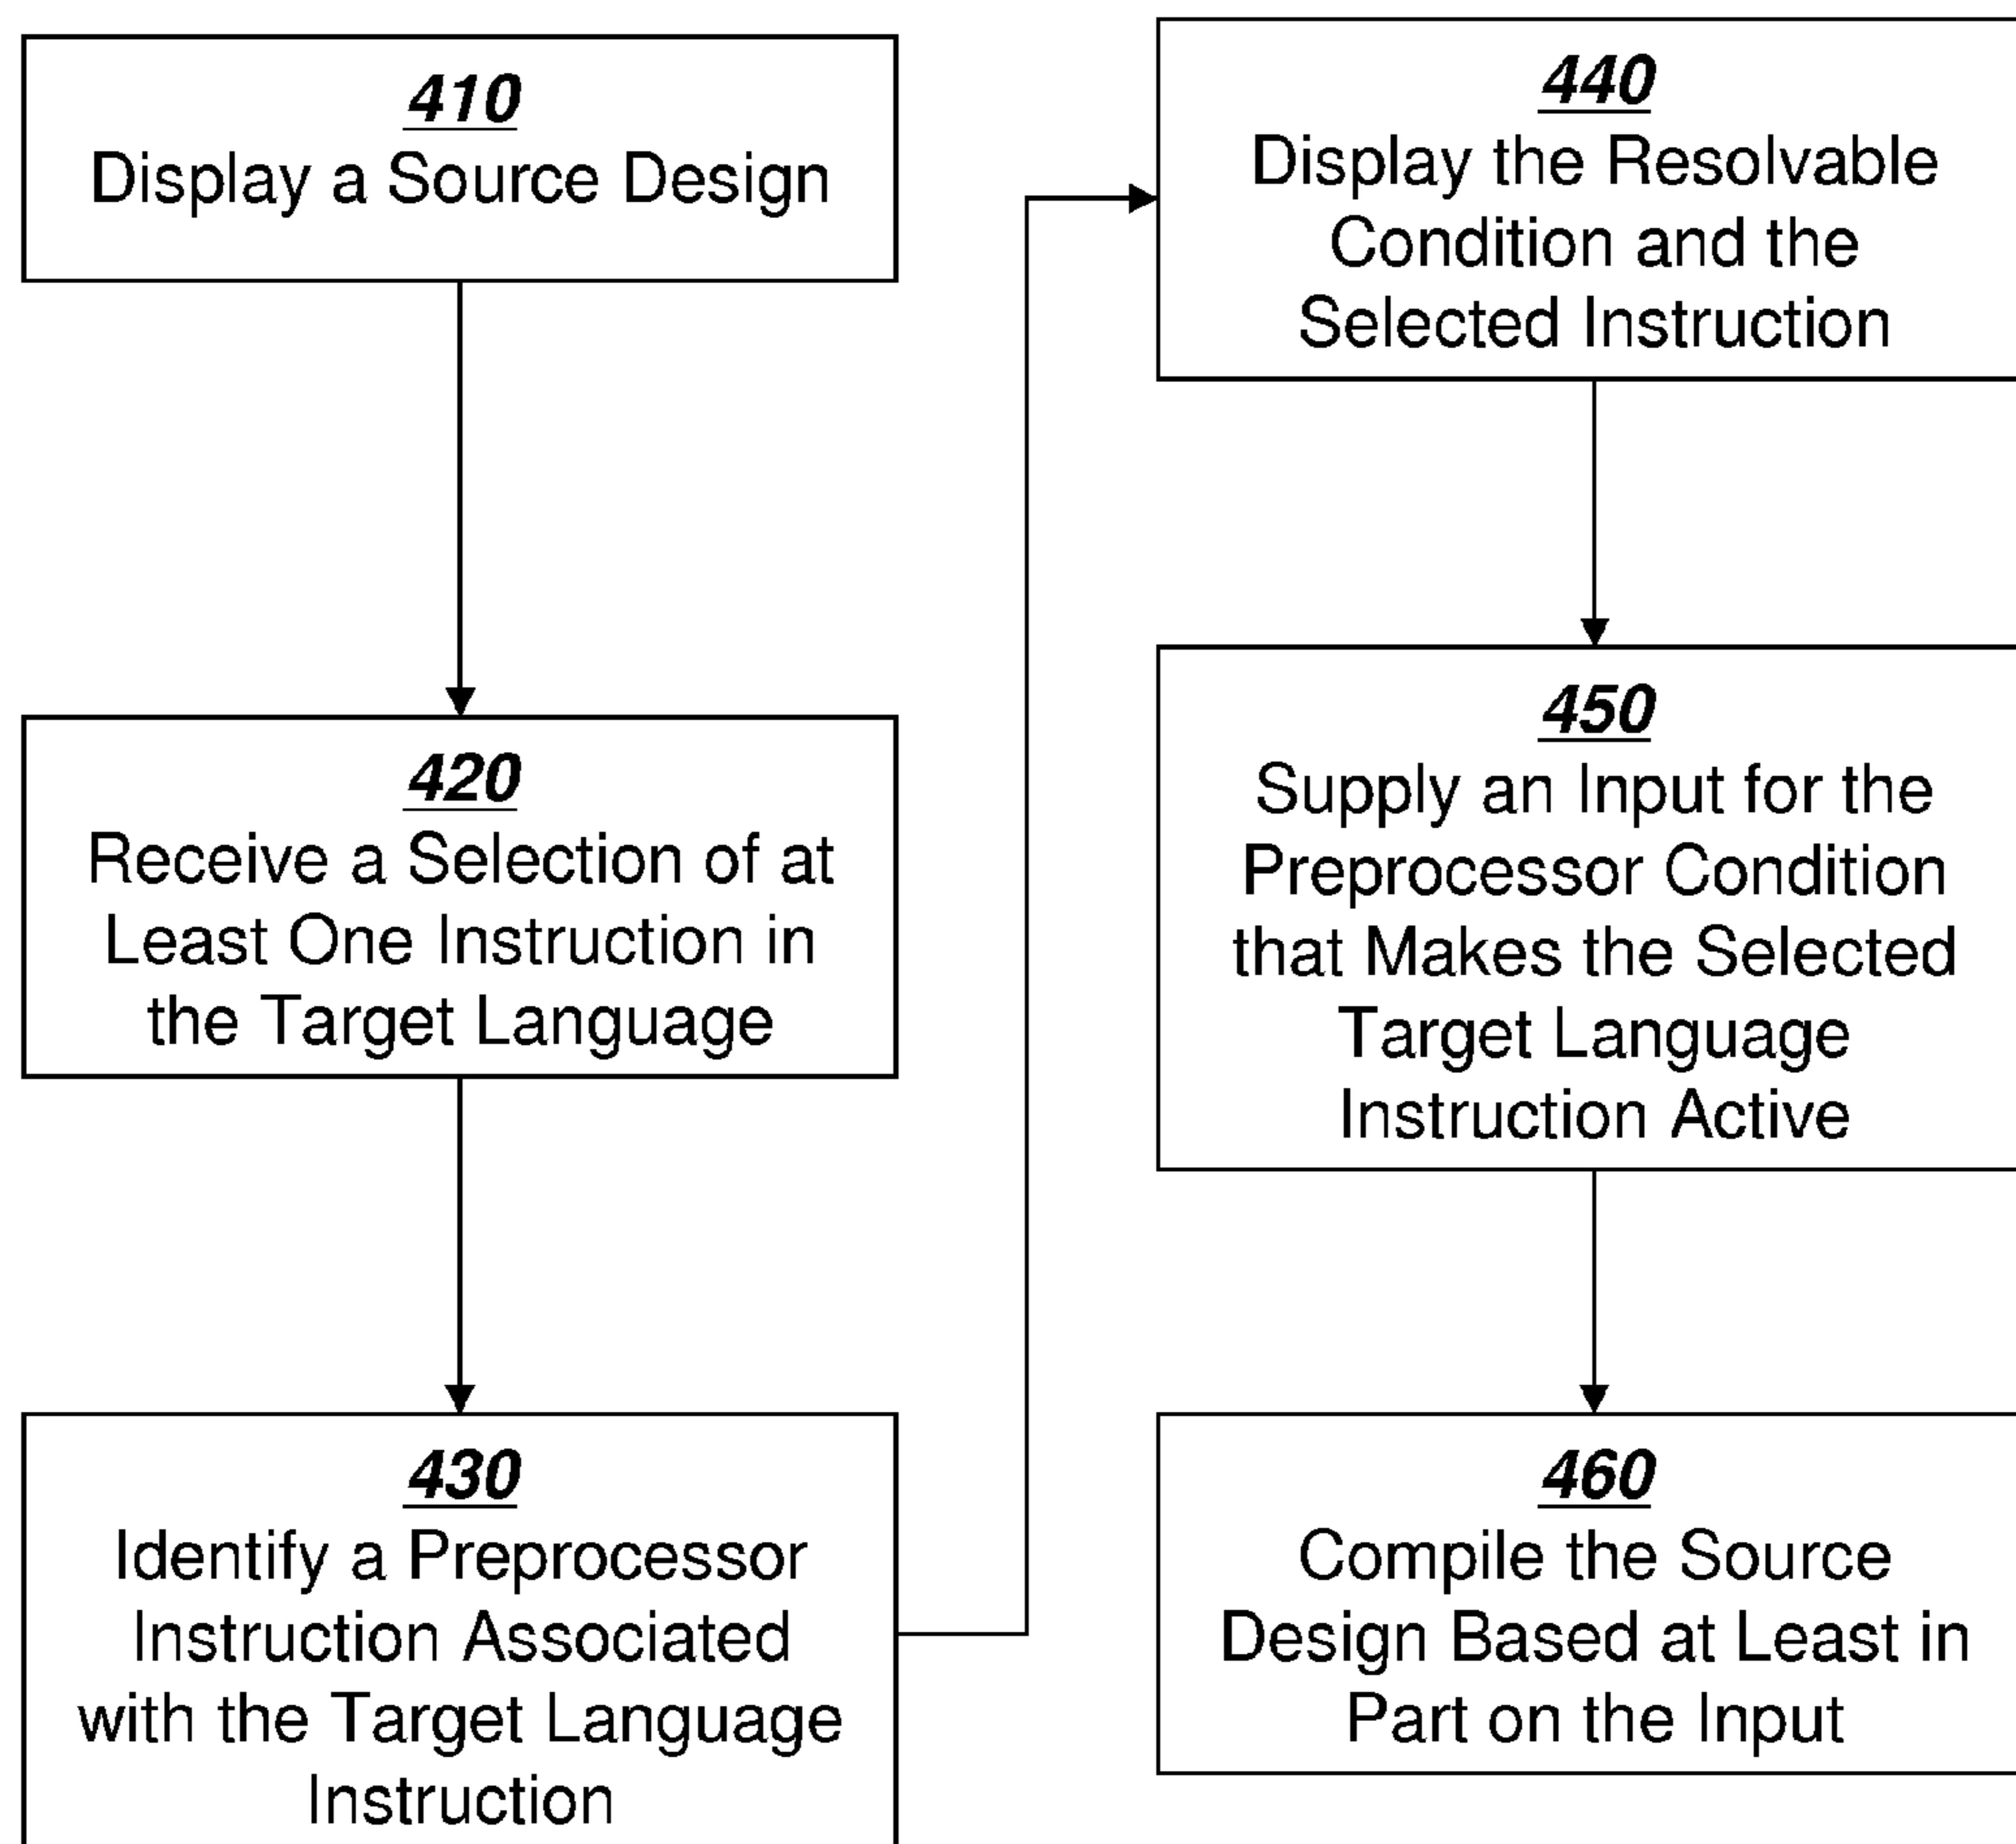 410
Display a Source Design
420
Receive a Selection of at
Least One Instruction in
the Target Language
430
Identify a Preprocessor
Instruction Associated
with the Target Language
Instruction
440
Display the Resolvable
Condition and the
Selected Instruction
450
Supply an Input for the
Preprocessor Condition
that Makes the Selected
Target Language
Instruction Active
460
Compile the Source
Design Based at Least in
Part on the Input